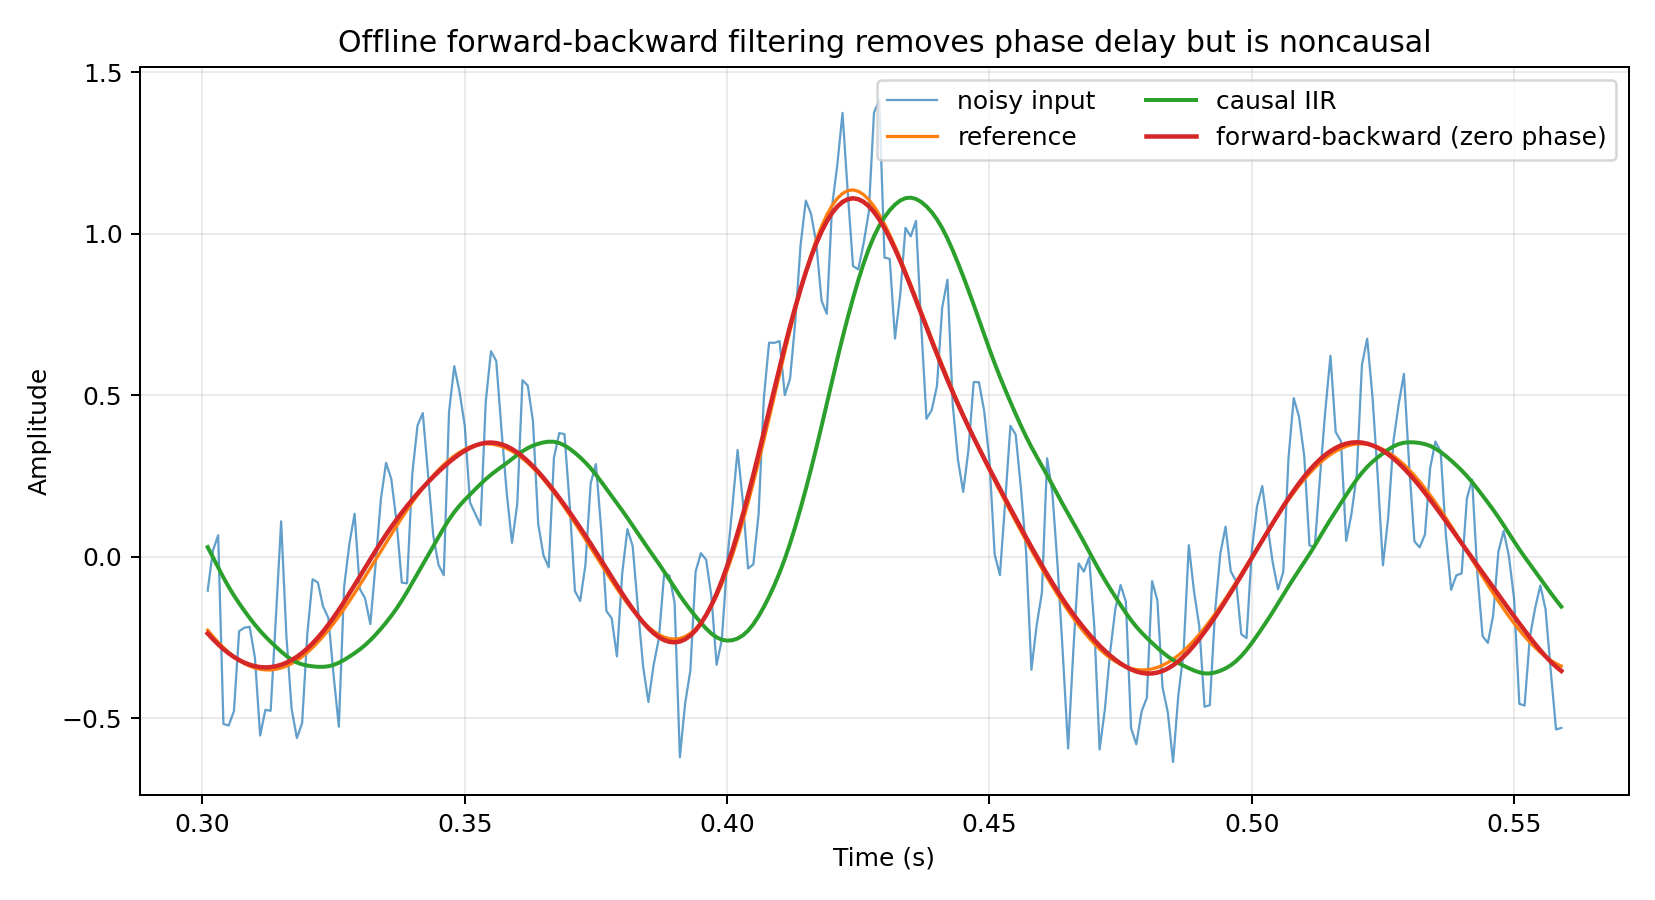 Offline forward-backward filtering removes phase delay but is noncausal
1.5
1.0
0.5
0.0
−0.5
Amplitude
noisy input
reference
causal IIR
forward-backward (zero phase)
0.30 0.35 0.40 0.45 0.50 0.55
Time (s)